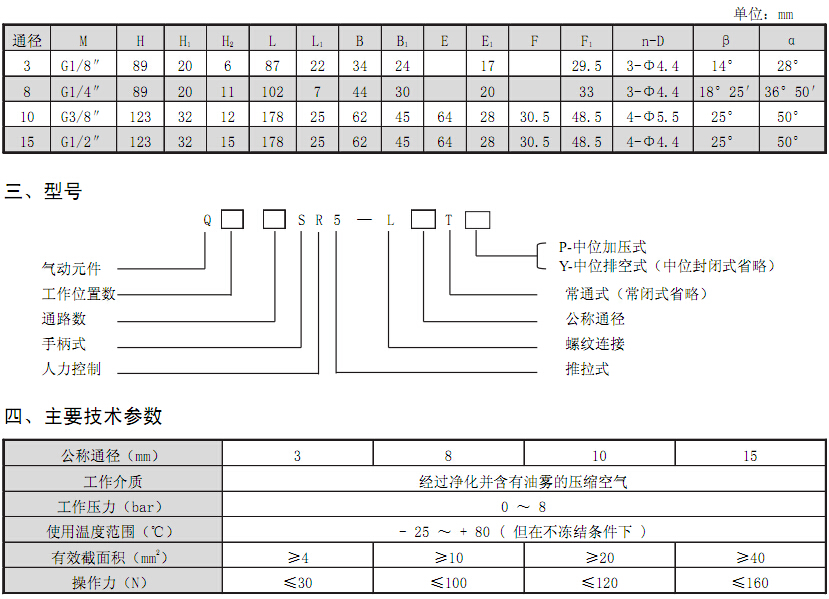 单位: mm
通径 M H H₁ H₂ L L₁ B B₁ E E₁ F F₁ n-D β α
3 G1/8″ 89 20 6 87 22 34 24 17 29.5 3-Φ4.4 14° 28°
8 G1/4″ 89 20 11 102 7 44 30 20 33 3-Φ4.4 18° 25′ 36° 50′
10 G3/8″ 123 32 12 178 25 62 45 64 28 30.5 48.5 4-Φ5.5 25° 50°
15 G1/2″ 123 32 15 178 25 62 45 64 28 30.5 48.5 4-Φ4.4 25° 50°
三、型号
Q□ □ S R 5 — L □ T □
P-中位加压式
Y-中位排空式（中位封闭式省略）
气动元件
工作位置数 常通式（常闭式省略）
通路数 公称通径
手柄式 螺纹连接
人力控制 推拉式
四、主要技术参数
公称通径（mm） 3 8 10 15
工作介质 经过净化并含有油雾的压缩空气
工作压力（bar） 0 ～ 8
使用温度范围（℃） - 25 ～ + 80 ( 但在不冻结条件下 )
有效截面积（mm²） ≥4 ≥10 ≥20 ≥40
操作力（N） ≤30 ≤100 ≤120 ≤160